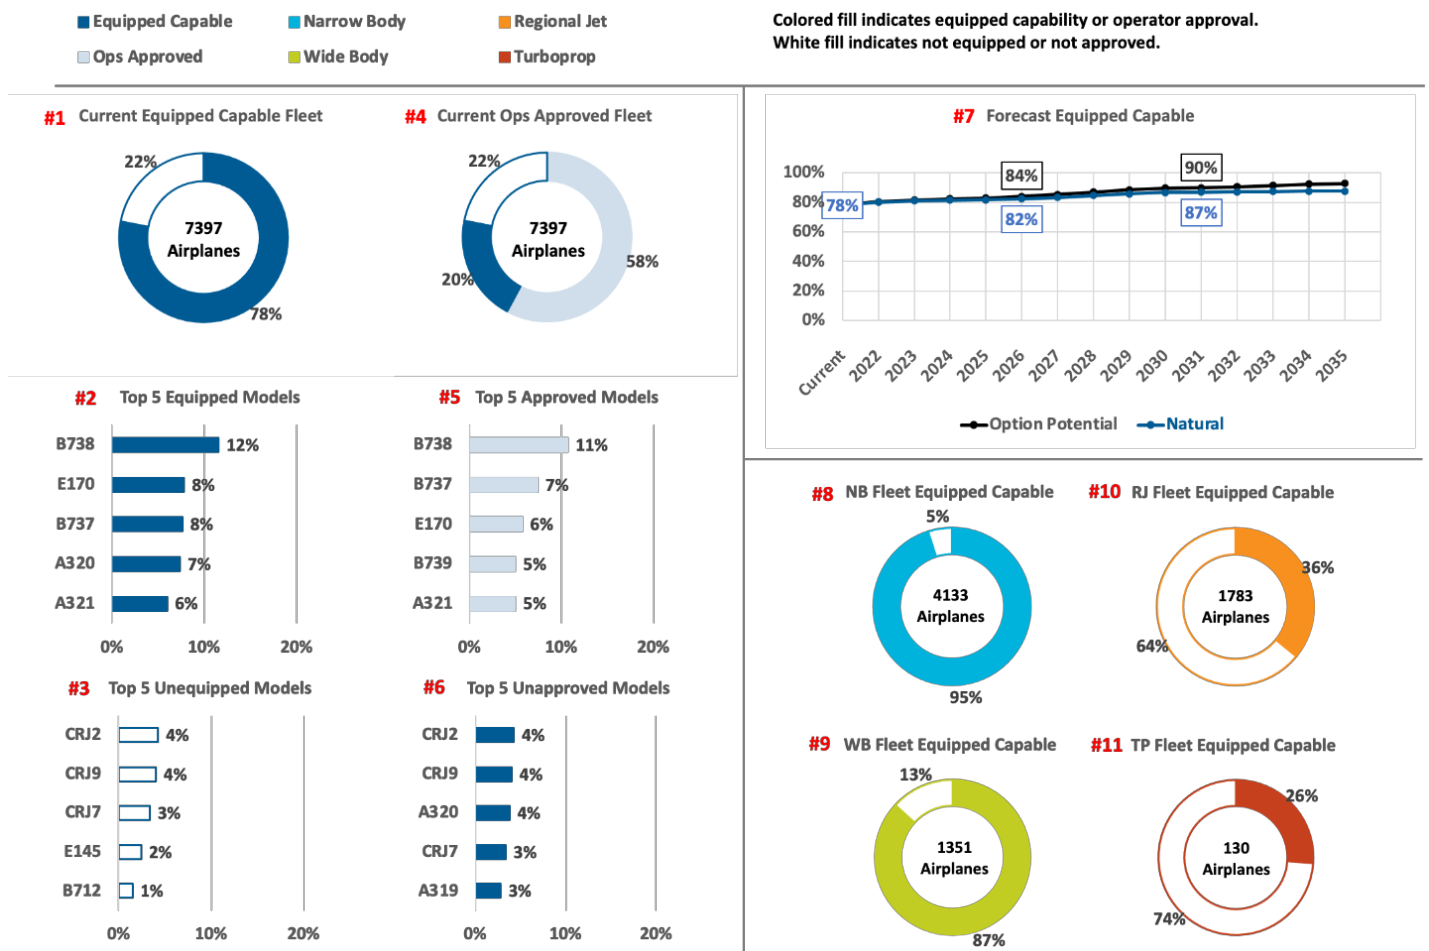 Equipped Capable
Narrow Body
Regional Jet
Ops Approved
Wide Body
Turboprop
Colored fill indicates equipped capability or operator approval.
White fill indicates not equipped or not approved.
#1 Current Equipped Capable Fleet
22%
7397
Airplanes
78%
#4 Current Ops Approved Fleet
22%
7397
Airplanes
58%
20%
#7 Forecast Equipped Capable
100%
80%
60%
40%
20%
0%
78%
84%
82%
90%
87%
Current
2022
2023
2024
2025
2026
2027
2028
2029
2030
2031
2032
2033
2034
2035
Option Potential
Natural
#2 Top 5 Equipped Models
B738 12%
E170 8%
B737 8%
A320 7%
A321 6%
0% 10% 20%
#5 Top 5 Approved Models
B738 11%
B737 7%
E170 6%
B739 5%
A321 5%
0% 10% 20%
#3 Top 5 Unequipped Models
CRJ2 4%
CRJ9 4%
CRJ7 3%
E145 2%
B712 1%
0% 10% 20%
#6 Top 5 Unapproved Models
CRJ2 4%
CRJ9 4%
A320 4%
CRJ7 3%
A319 3%
0% 10% 20%
#8 NB Fleet Equipped Capable
5%
4133
Airplanes
95%
#10 RJ Fleet Equipped Capable
36%
1783
Airplanes
64%
#9 WB Fleet Equipped Capable
13%
1351
Airplanes
87%
#11 TP Fleet Equipped Capable
26%
130
Airplanes
74%